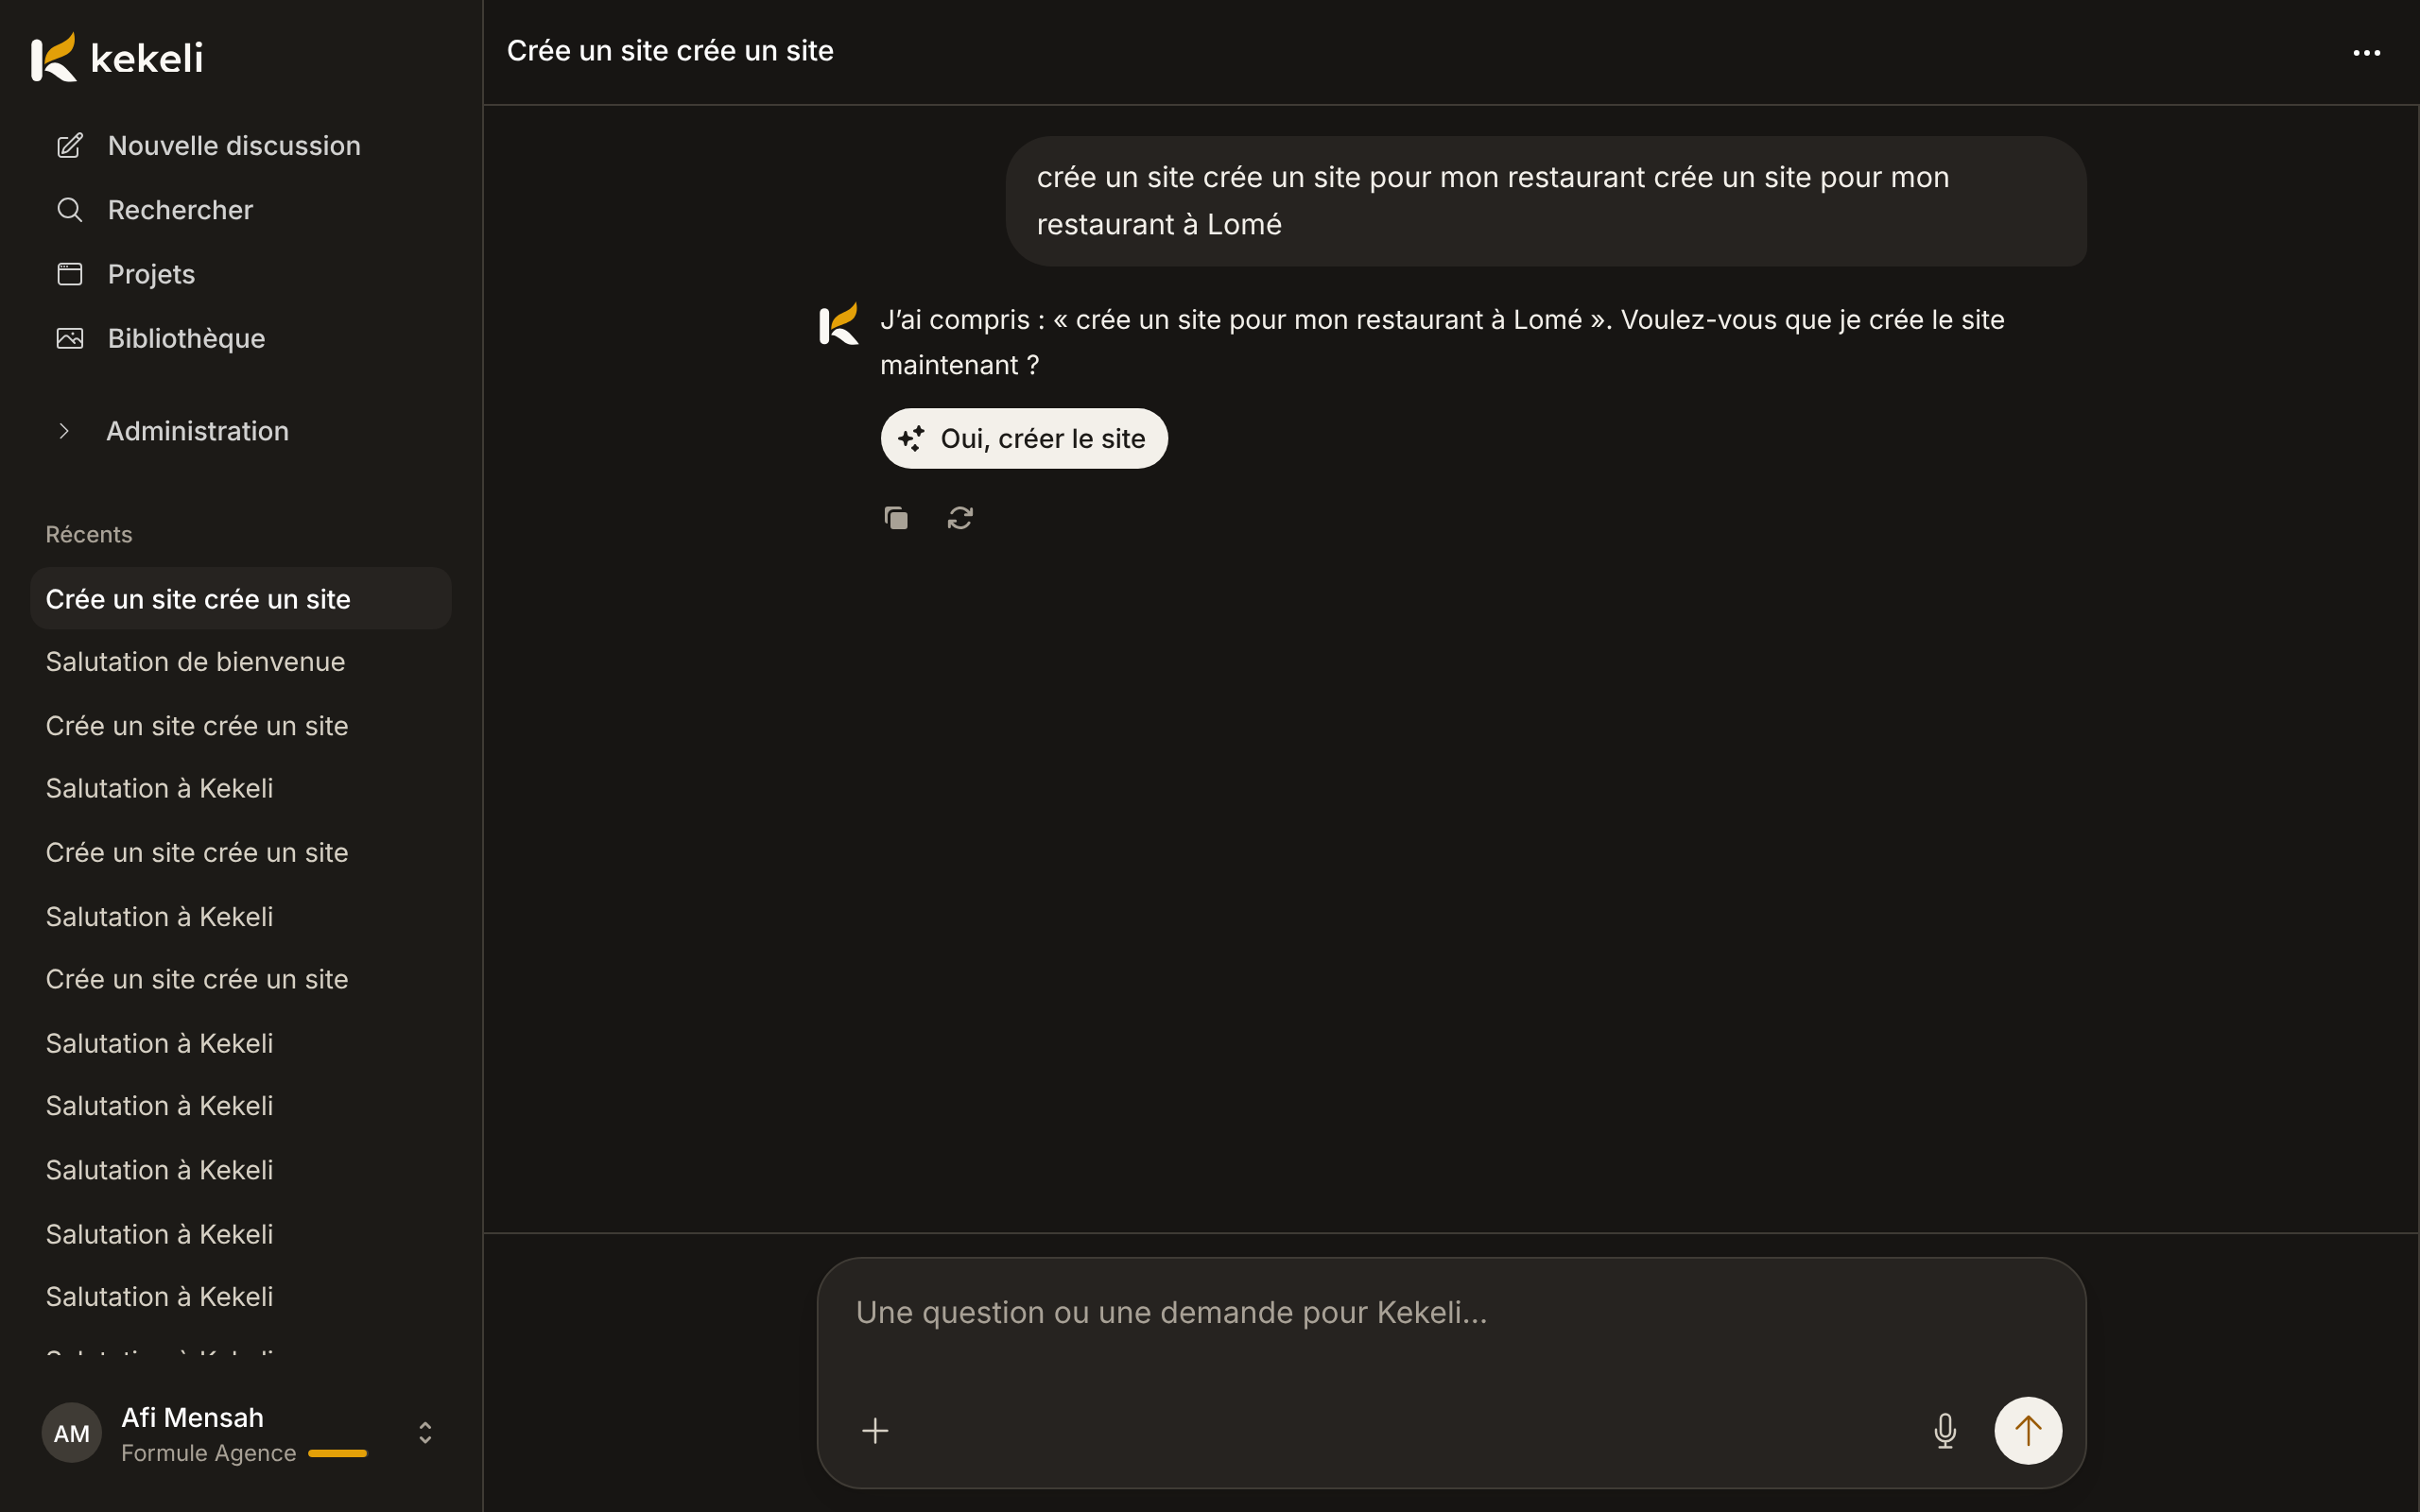 kekeli
Nouvelle discussion
Rechercher
Projets
Bibliothèque
Administration
Récents
Crée un site crée un site
Salutation de bienvenue
Crée un site crée un site
Salutation à Kekeli
Crée un site crée un site
Salutation à Kekeli
Crée un site crée un site
Salutation à Kekeli
Salutation à Kekeli
Salutation à Kekeli
Salutation à Kekeli
Salutation à Kekeli
AM
Afi Mensah
Formule Agence
Crée un site crée un site
crée un site crée un site pour mon restaurant crée un site pour mon
restaurant à Lomé
J’ai compris : « crée un site pour mon restaurant à Lomé ». Voulez-vous que je crée le site
maintenant ?
Oui, créer le site
Une question ou une demande pour Kekeli...